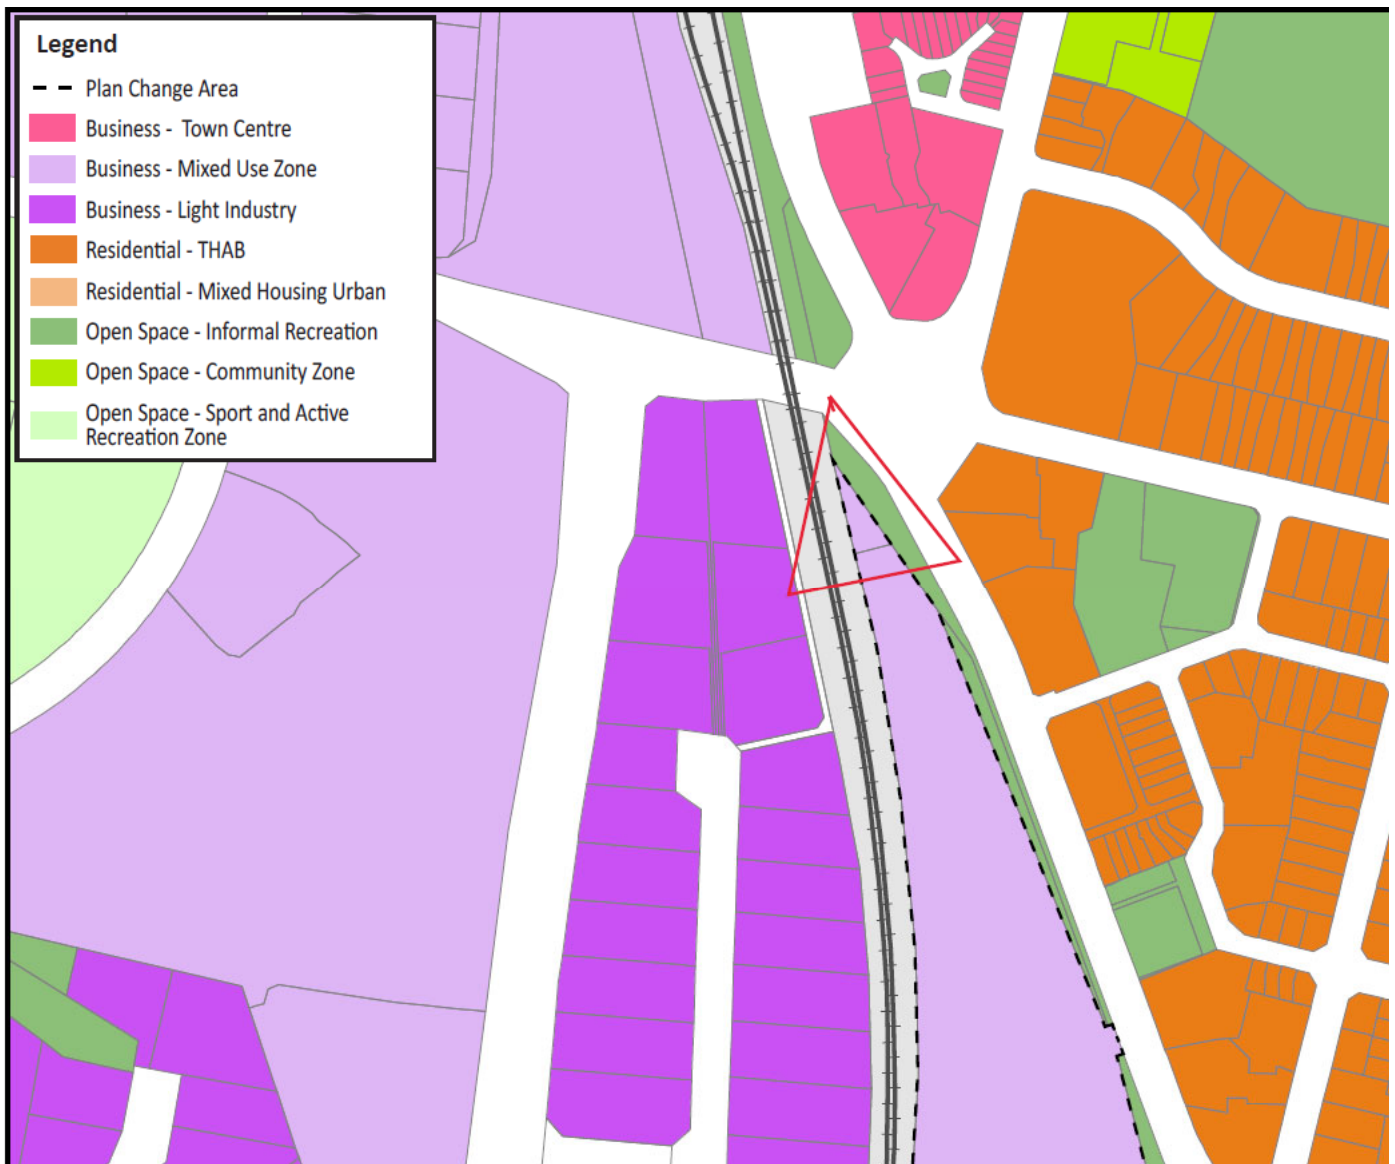 Legend
Plan Change Area
Business - Town Centre
Business - Mixed Use Zone
Business - Light Industry
Residential - THAB
Residential - Mixed Housing Urban
Open Space - Informal Recreation
Open Space - Community Zone
Open Space - Sport and Active
Recreation Zone